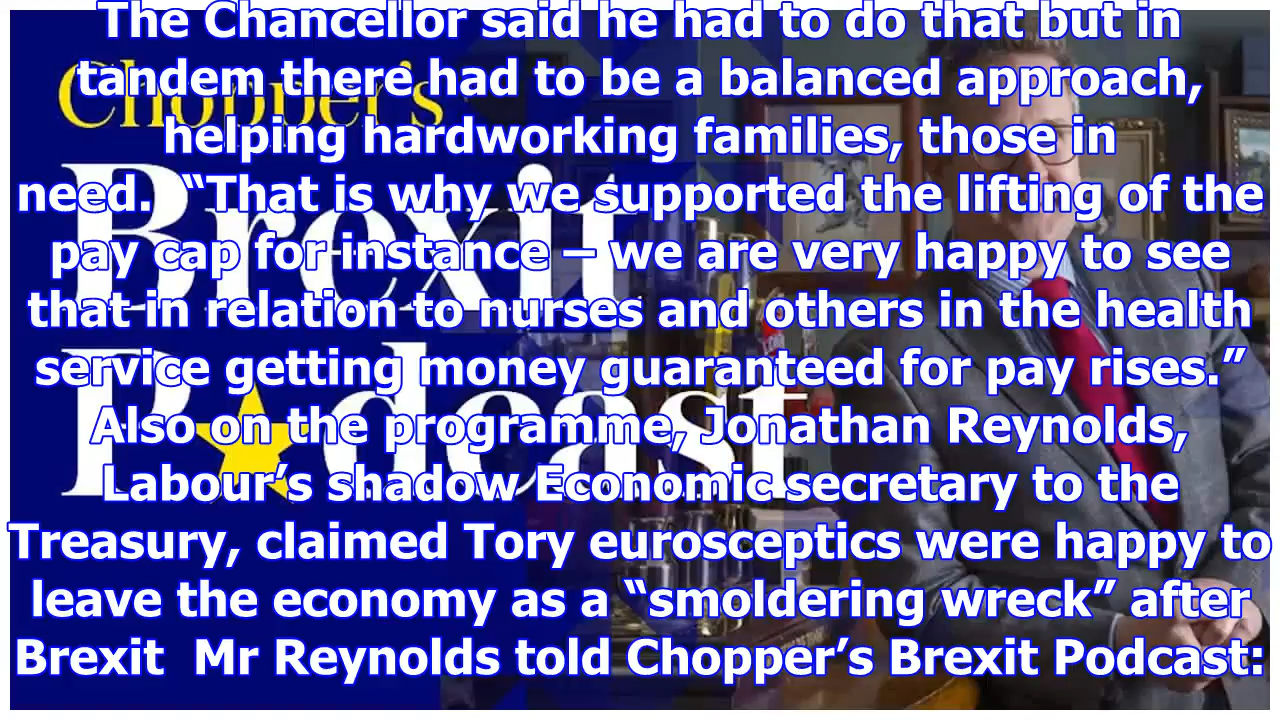 The Chancellor said he had to do that but in
tandem there had to be a balanced approach,
helping hardworking families, those in
need.  “That is why we supported the lifting of the
pay cap for instance – we are very happy to see
that in relation to nurses and others in the health
service getting money guaranteed for pay rises.”
Also on the programme, Jonathan Reynolds,
Labour’s shadow Economic secretary to the
Treasury, claimed Tory eurosceptics were happy to
leave the economy as a “smoldering wreck” after
Brexit  Mr Reynolds told Chopper’s Brexit Podcast:
Chopper's
Brexit
Podcast